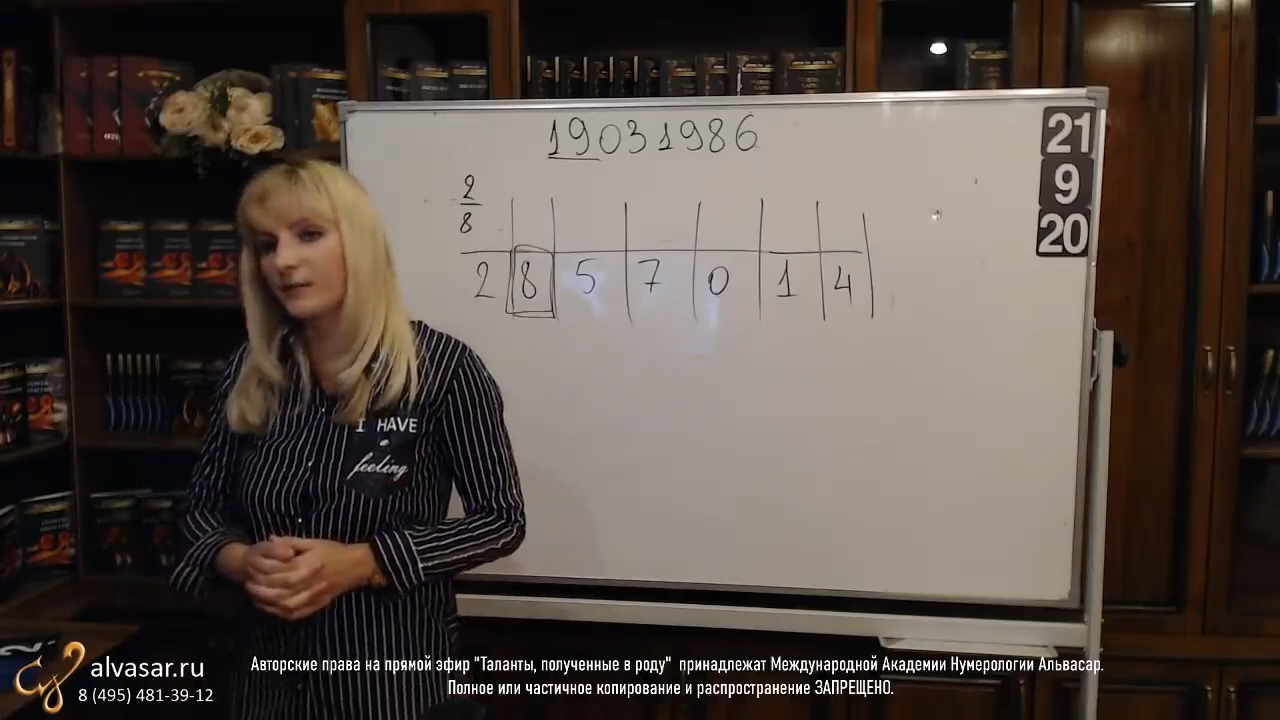 19031986
21
9
20
2
8
2 8 5 7 0 1 4
I HAVE
a
feeling
alvasar.ru
8 (495) 481-39-12
Авторские права на прямой эфир "Таланты, полученные в роду" принадлежат Международной Академии Нумерологии Альвасар.
Полное или частичное копирование и распространение ЗАПРЕЩЕНО.